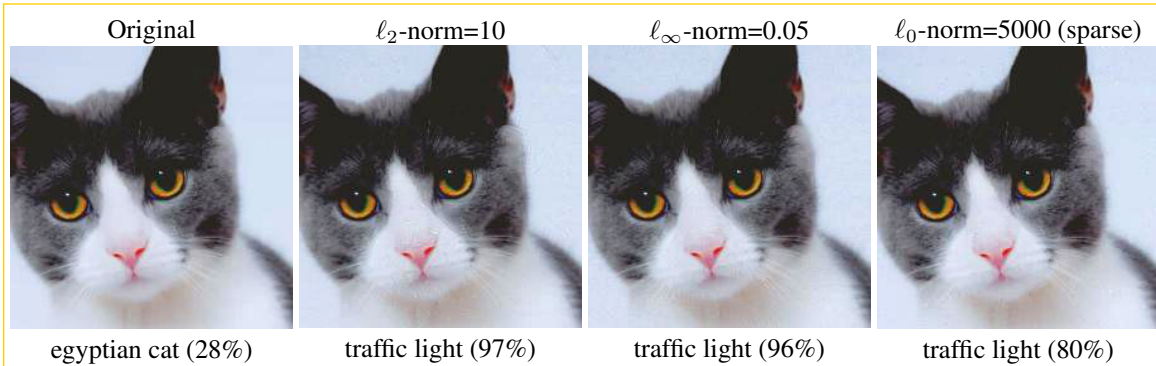 Original
ℓ₂-norm=10
ℓ∞-norm=0.05
ℓ₀-norm=5000 (sparse)
egyptian cat (28%)
traffic light (97%)
traffic light (96%)
traffic light (80%)